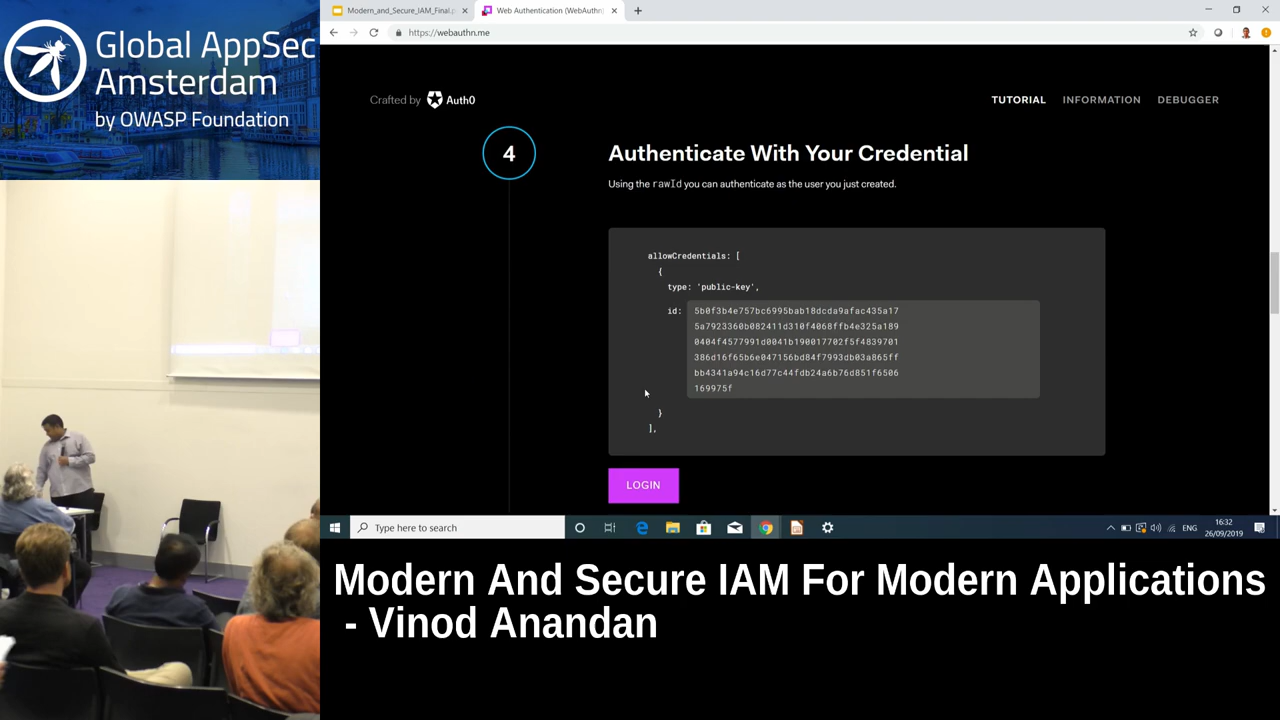 Global AppSec
Amsterdam
by OWASP Foundation
Modern_and_Secure_IAM_Final.p
Web Authentication (WebAuthn)
https://webauthn.me
Crafted by Auth0
TUTORIAL INFORMATION DEBUGGER
4
Authenticate With Your Credential
Using the rawId you can authenticate as the user you just created.
allowCredentials: [
{
type: 'public-key',
id:
5b0f3b4e757bc6995bab18dcda9afac435a17
5a7923360b082411d310f4068ffb4e325a189
0404f4577991d0041b190017702f5f4839701
386d16f65b6e047156bd84f7993db03a865ff
bb4341a94c16d77c44fdb24a6b76d851f6506
169975f
}
],
LOGIN
Type here to search
ENG
16:32
26/09/2019
Modern And Secure IAM For Modern Applications
- Vinod Anandan